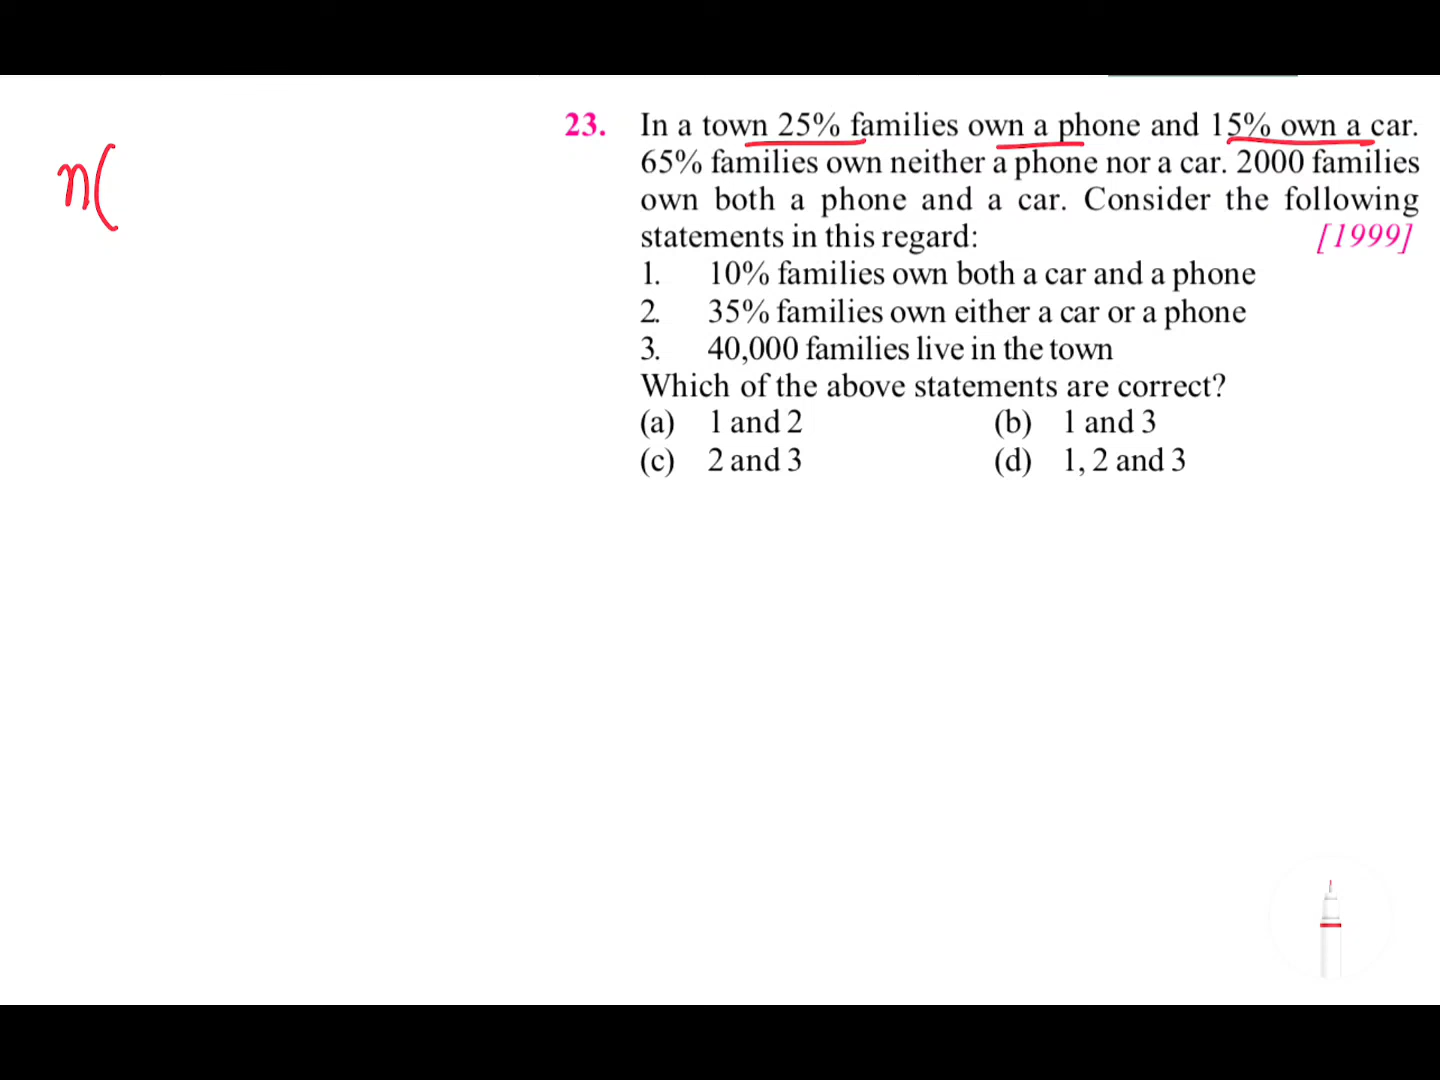 n(
23. In a town 25% families own a phone and 15% own a car.
65% families own neither a phone nor a car. 2000 families
own both a phone and a car. Consider the following
statements in this regard: [1999]
1. 10% families own both a car and a phone
2. 35% families own either a car or a phone
3. 40,000 families live in the town
Which of the above statements are correct?
(a) 1 and 2 (b) 1 and 3
(c) 2 and 3 (d) 1, 2 and 3